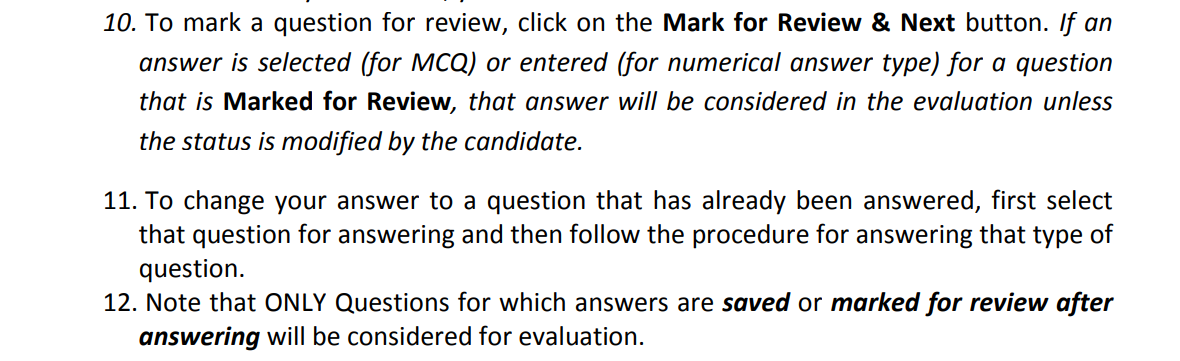 10. To mark a question for review, click on the Mark for Review & Next button. If an
answer is selected (for MCQ) or entered (for numerical answer type) for a question
that is Marked for Review, that answer will be considered in the evaluation unless
the status is modified by the candidate.
11. To change your answer to a question that has already been answered, first select
that question for answering and then follow the procedure for answering that type of
question.
12. Note that ONLY Questions for which answers are saved or marked for review after
answering will be considered for evaluation.